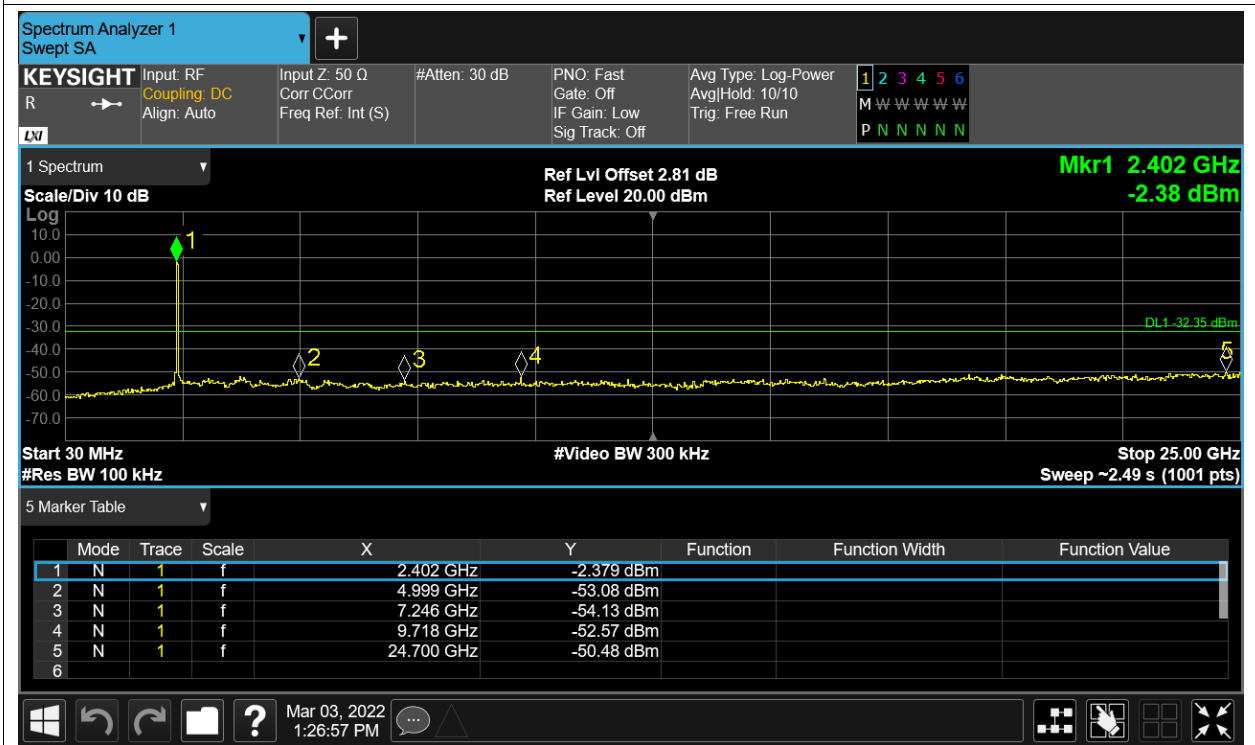 Spectrum Analyzer 1
Swept SA
+
KEYSIGHT
R
LXI
Input: RF
Coupling: DC
Align: Auto
Input Z: 50 Ω
Corr CCorr
Freq Ref: Int (S)
#Atten: 30 dB
PNO: Fast
Gate: Off
IF Gain: Low
Sig Track: Off
Avg Type: Log-Power
Avg|Hold: 10/10
Trig: Free Run
1 2 3 4 5 6
M W W W W W
P N N N N N
1 Spectrum
Scale/Div 10 dB
Ref Lvl Offset 2.81 dB
Ref Level 20.00 dBm
Mkr1 2.402 GHz
-2.38 dBm
Log
10.0
0.00
-10.0
-20.0
-30.0
-40.0
-50.0
-60.0
-70.0
1
2
3
4
5
DL1 -32.35 dBm
Start 30 MHz
#Res BW 100 kHz
#Video BW 300 kHz
Stop 25.00 GHz
Sweep ~2.49 s (1001 pts)
5 Marker Table
Mode Trace Scale X Y Function Function Width Function Value
1 N 1 f 2.402 GHz -2.379 dBm
2 N 1 f 4.999 GHz -53.08 dBm
3 N 1 f 7.246 GHz -54.13 dBm
4 N 1 f 9.718 GHz -52.57 dBm
5 N 1 f 24.700 GHz -50.48 dBm
6
?
Mar 03, 2022
1:26:57 PM